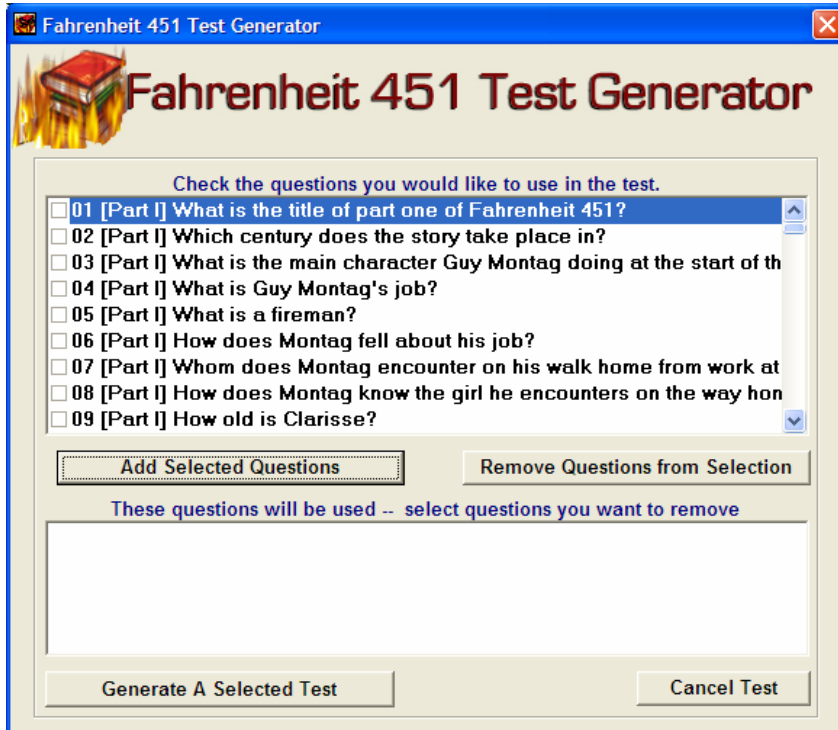 Fahrenheit 451 Test Generator
Fahrenheit 451 Test Generator
Check the questions you would like to use in the test.
01 [Part I] What is the title of part one of Fahrenheit 451?
02 [Part I] Which century does the story take place in?
03 [Part I] What is the main character Guy Montag doing at the start of th
04 [Part I] What is Guy Montag's job?
05 [Part I] What is a fireman?
06 [Part I] How does Montag fell about his job?
07 [Part I] Whom does Montag encounter on his walk home from work at
08 [Part I] How does Montag know the girl he encounters on the way hon
09 [Part I] How old is Clarisse?
Add Selected Questions Remove Questions from Selection
These questions will be used -- select questions you want to remove
Generate A Selected Test Cancel Test